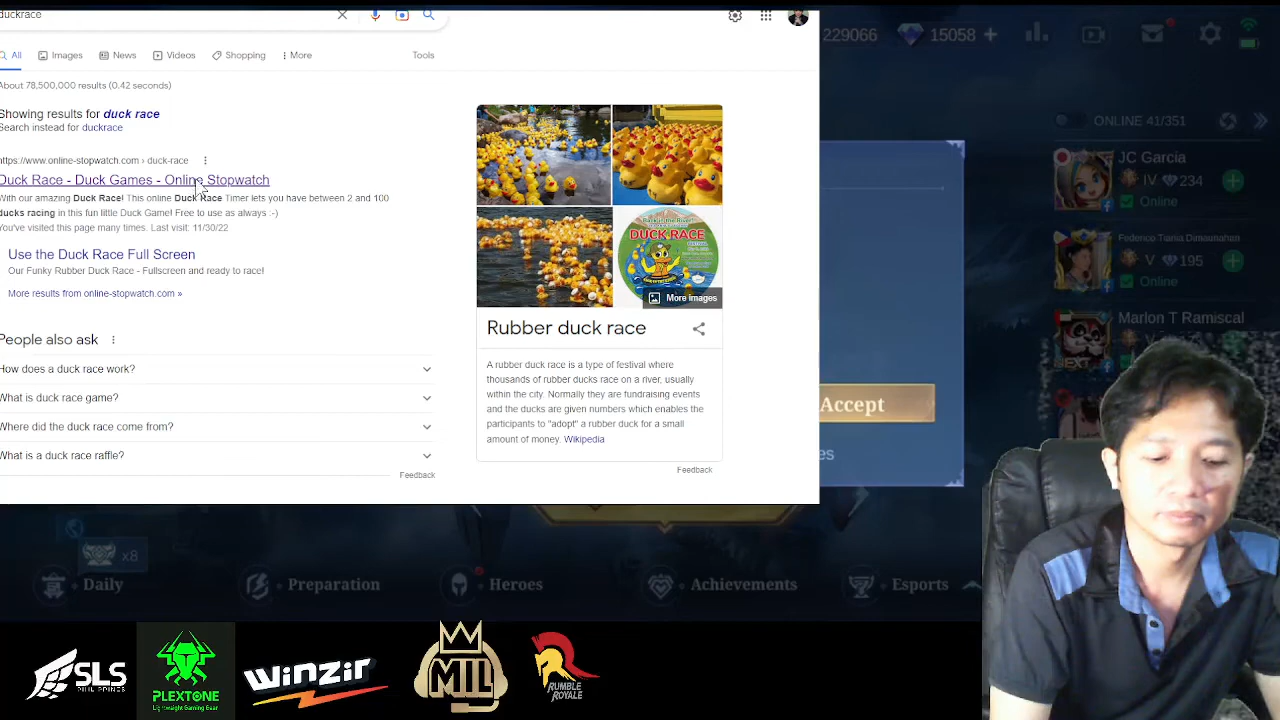 duckrace
229066
15058
All
Images
News
Videos
Shopping
More
Tools
About 78,500,000 results (0.42 seconds)
Showing results for duck race
Search instead for duckrace
https://www.online-stopwatch.com › duck-race
Duck Race - Duck Games - Online Stopwatch
With our amazing Duck Race! This online Duck Race Timer lets you have between 2 and 100
ducks racing in this fun little Duck Game! Free to use as always :-)
You've visited this page many times. Last visit: 11/30/22
Use the Duck Race Full Screen
Our Funky Rubber Duck Race - Fullscreen and ready to race!
More results from online-stopwatch.com »
People also ask
How does a duck race work?
What is duck race game?
Where did the duck race come from?
What is a duck race raffle?
Feedback
DUCK RACE
More images
Rubber duck race
A rubber duck race is a type of festival where
thousands of rubber ducks race on a river, usually
within the city. Normally they are fundraising events
and the ducks are given numbers which enables the
participants to "adopt" a rubber duck for a small
amount of money. Wikipedia
Feedback
ONLINE 41/351
JC Garcia
IV 234
Online
V 195
Online
Marlon T Ramiscal
Accept
x8
Daily
Preparation
Heroes
Achievements
Esports
SLS
PHILIPPINES
PLEXTONE
Lightweight Gaming Gear
WINZIR
MIL
RUMBLE
ROYALE